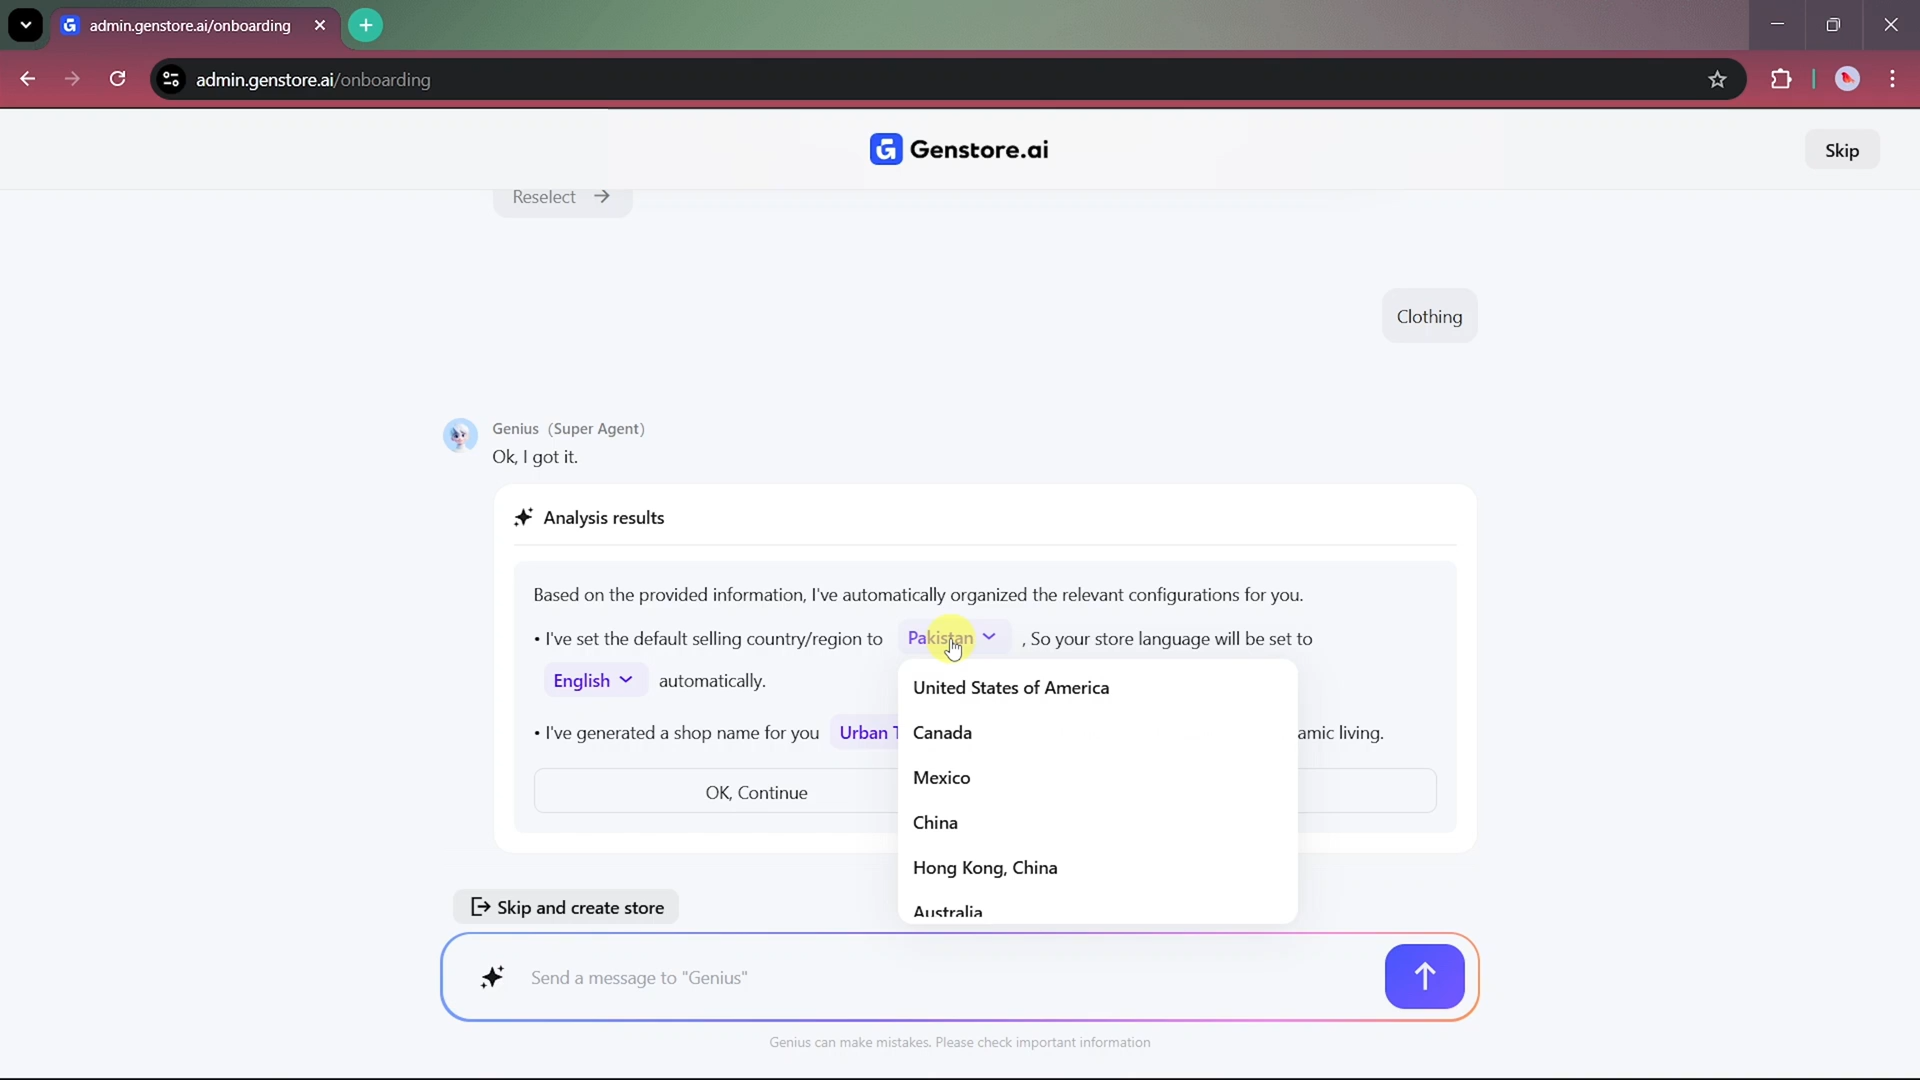 admin.genstore.ai/onboarding
admin.genstore.ai/onboarding
Genstore.ai
Skip
Reselect
Clothing
Genius (Super Agent)
Ok, I got it.
Analysis results
Based on the provided information, I've automatically organized the relevant configurations for you.
• I've set the default selling country/region to Pakistan , So your store language will be set to
English automatically.
• I've generated a shop name for you Urban amic living.
OK, Continue
United States of America
Canada
Mexico
China
Hong Kong, China
Australia
Skip and create store
Send a message to "Genius"
Genius can make mistakes. Please check important information